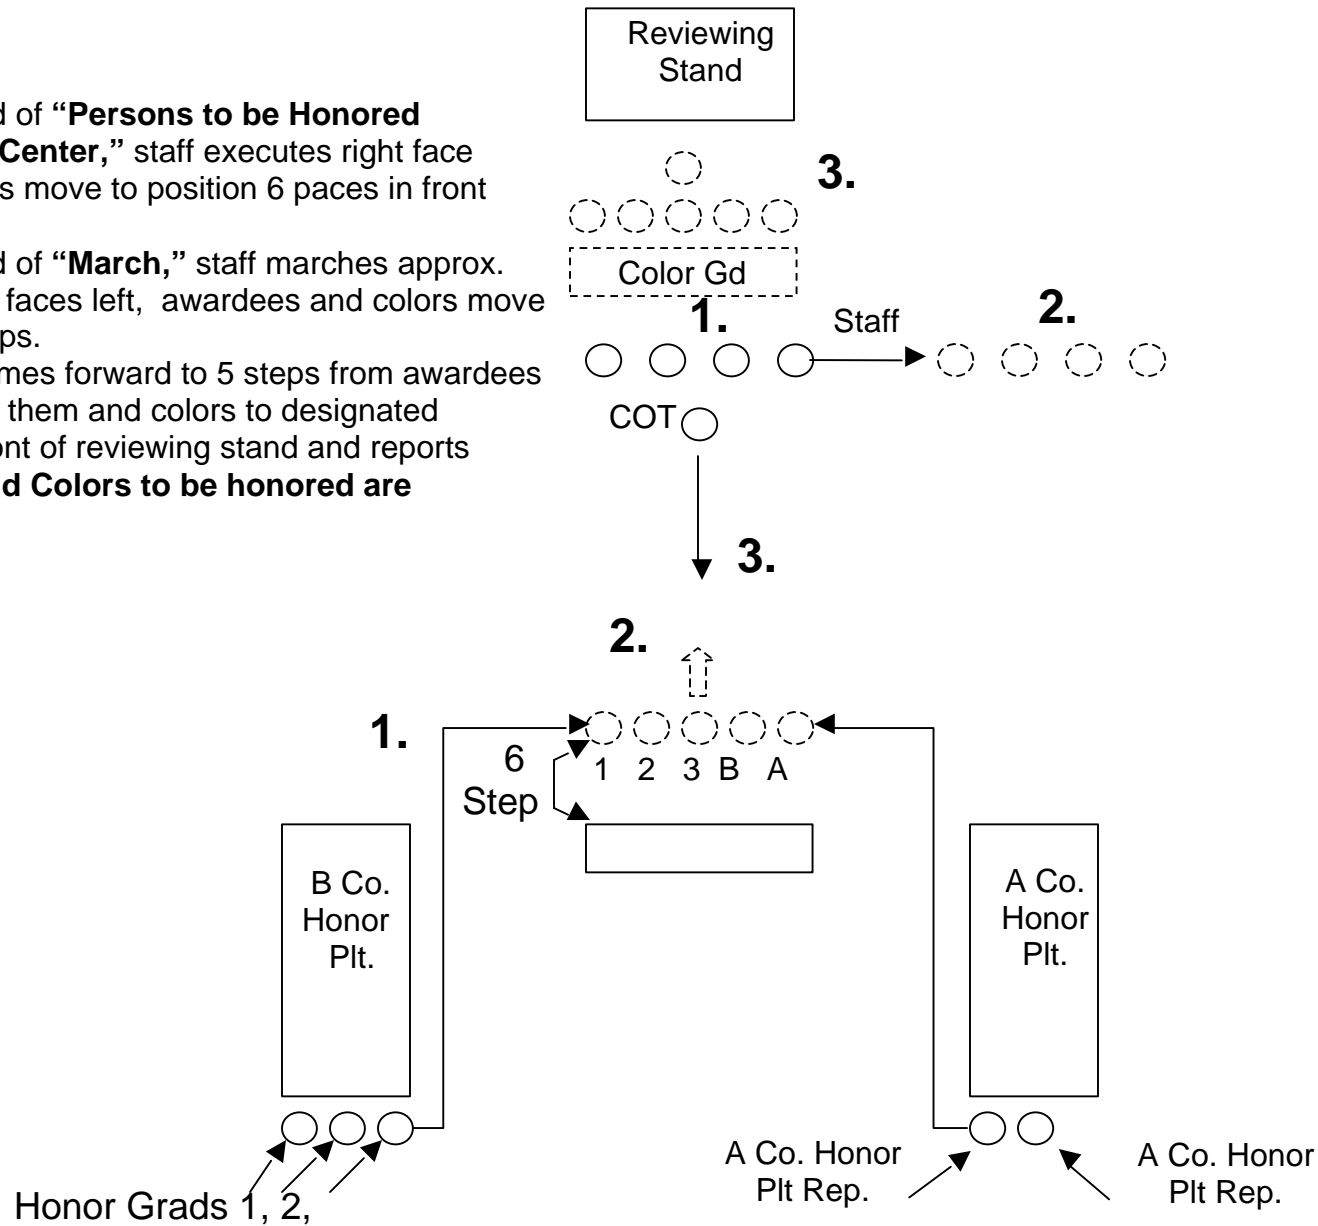 Reviewing
Stand
d of “Persons to be Honored
Center,” staff executes right face
s move to position 6 paces in front
d of “March,” staff marches approx.
faces left, awardees and colors move
ps.
mes forward to 5 steps from awardees
them and colors to designated
ont of reviewing stand and reports
d Colors to be honored are
3.
Color Gd
1.
Staff
2.
COT
3.
2.
1.
6
Step
1 2 3 B A
B Co.
Honor
Plt.
A Co.
Honor
Plt.
Honor Grads 1, 2,
A Co. Honor
Plt Rep.
A Co. Honor
Plt Rep.